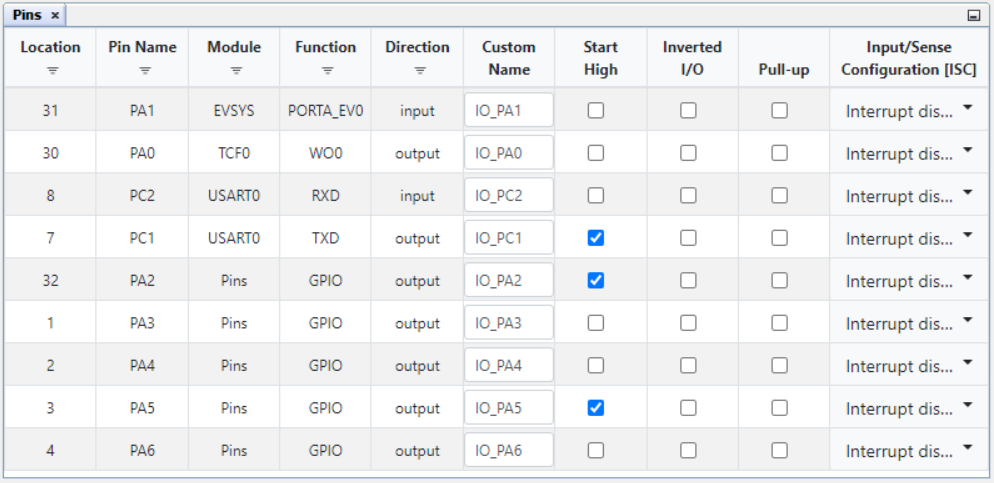 Pins ×
Location Pin Name Module Function Direction Custom Name Start High Inverted I/O Pull-up Input/Sense Configuration [ISC]
31 PA1 EVSYS PORTA_EV0 input IO_PA1 Interrupt dis...
30 PA0 TCF0 WO0 output IO_PA0 Interrupt dis...
8 PC2 USART0 RXD input IO_PC2 Interrupt dis...
7 PC1 USART0 TXD output IO_PC1 Interrupt dis...
32 PA2 Pins GPIO output IO_PA2 Interrupt dis...
1 PA3 Pins GPIO output IO_PA3 Interrupt dis...
2 PA4 Pins GPIO output IO_PA4 Interrupt dis...
3 PA5 Pins GPIO output IO_PA5 Interrupt dis...
4 PA6 Pins GPIO output IO_PA6 Interrupt dis...